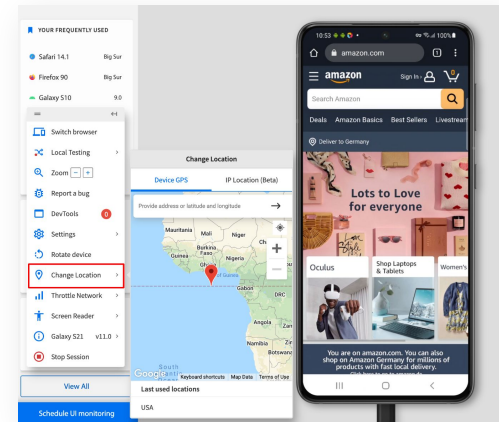 YOUR FREQUENTLY USED
Safari 14.1 Big Sur
Firefox 90 Big Sur
Galaxy S10 9.0
Switch browser
Local Testing
Zoom
Report a bug
DevTools 0
Settings
Rotate device
Change Location
Throttle Network
Screen Reader
Galaxy S21 v11.0
Stop Session
View All
Schedule UI monitoring
Change Location
Device GPS IP Location (Beta)
Provide address or latitude and longitude
Mauritania
Mali
Niger
Burkina
Faso
Guinea
Nigeria
Gabon
DRC
Angola
Namibia
Botswana
South
Google
Keyboard shortcuts Map Data Terms of Use
Last used locations
USA
10:53 100%
amazon.com 1
amazon Sign In › 0
Search Amazon
Deals Amazon Basics Best Sellers Livestream
Deliver to Germany
Lots to Love
for everyone
Oculus
Shop Laptops
& Tablets
Women's
You are on amazon.com. You can also
shop on Amazon Germany for millions of
products with fast local delivery.